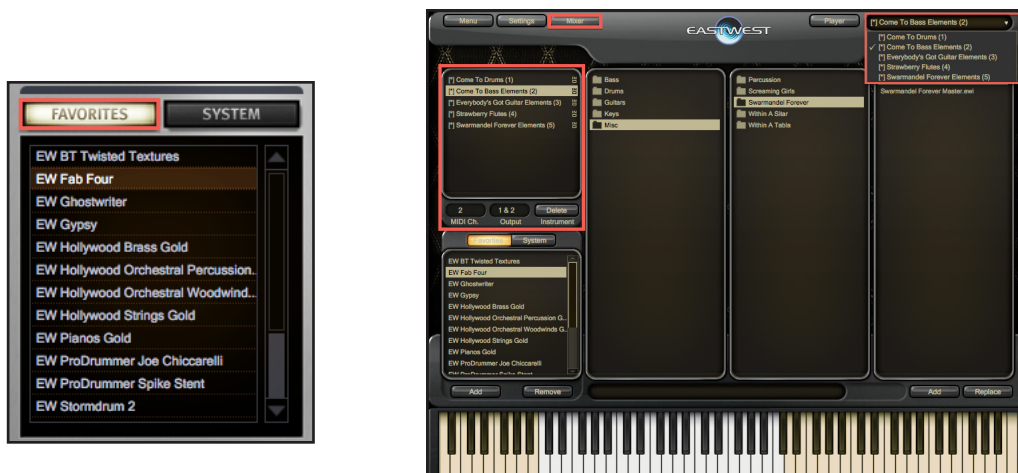 FAVORITES SYSTEM
EW BT Twisted Textures
EW Fab Four
EW Ghostwriter
EW Gypsy
EW Hollywood Brass Gold
EW Hollywood Orchestral Percussion..
EW Hollywood Orchestral Woodwind..
EW Hollywood Strings Gold
EW Pianos Gold
EW ProDrummer Joe Chiccarelli
EW ProDrummer Spike Stent
EW Stormdrum 2
Menu Settings Mixer
EASTWEST
Player
[*] Come To Bass Elements (2)
[*] Come To Drums (1)
✓ [*] Come To Bass Elements (2)
[*] Everybody's Got Guitar Elements (3)
[*] Strawberry Flutes (4)
[*] Swarmandel Forever Elements (5)
[*] Come To Drums (1)
[*] Come To Bass Elements (2)
[*] Everybody's Got Guitar Elements (3)
[*] Strawberry Flutes (4)
[*] Swarmandel Forever Elements (5)
2 1 & 2 Delete
MIDI Ch. Output Instrument
Bass
Drums
Guitars
Keys
Misc
Percussion
Screaming Girls
Swarmandel Forever
Within A Star
Within A Tabla
Swarmandel Forever Master.ewi
Favorites System
EW BT Twisted Textures
EW Fab Four
EW Ghostwriter
EW Gypsy
EW Hollywood Brass Gold
EW Hollywood Orchestral Percussion G..
EW Hollywood Orchestral Woodwinds G..
EW Hollywood Strings Gold
EW Pianos Gold
EW ProDrummer Joe Chiccarelli
EW ProDrummer Spike Stent
Add Remove
Add Replace